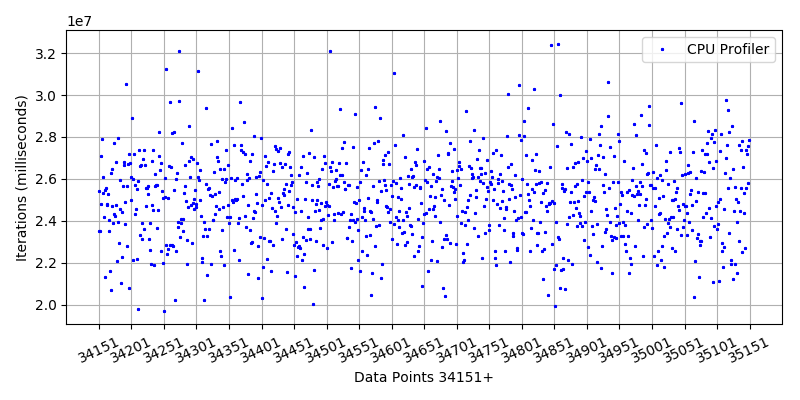 1e7
CPU Profiler
3.2
3.0
2.8
2.6
2.4
2.2
2.0
Iterations (milliseconds)
34151 34201 34251 34301 34351 34401 34451 34501 34551 34601 34651 34701 34751 34801 34851 34901 34951 35001 35051 35101 35151
Data Points 34151+